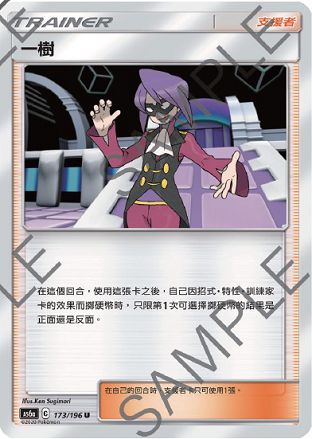 TRAINER
支援者
一樹
SAMPLE
在這個回合，使用這張卡之後，自己因招式・特性・訓練
家卡的效果而擲硬幣時，只限第1次可選擇擲硬幣的結果是
正面還是反面。
Illus.Ken Sugimori
在自己的回合時，支援者卡只可使用1張。
AS6a C 173/196 U
©2020 Pokémon